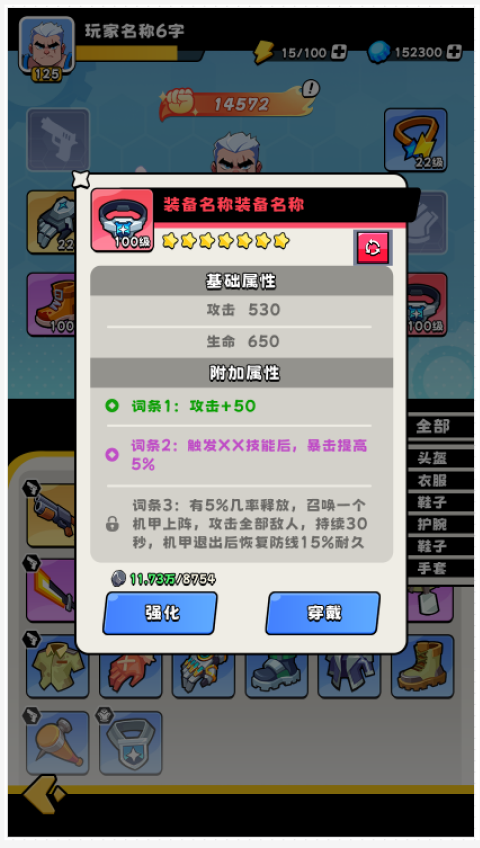 玩家名称6字
125
15/100
152300
14572
22级
装备名称装备名称
100级
22
基础属性
攻击 530
100
100级
生命 650
附加属性
词条1：攻击+50
词条2：触发XX技能后，暴击提高
5%
词条3：有5%几率释放，召唤一个
机甲上阵，攻击全部敌人，持续30
秒，机甲退出后恢复防线15%耐久
全部
头盔
衣服
鞋子
护腕
鞋子
手套
11.73万/8754
强化
穿戴